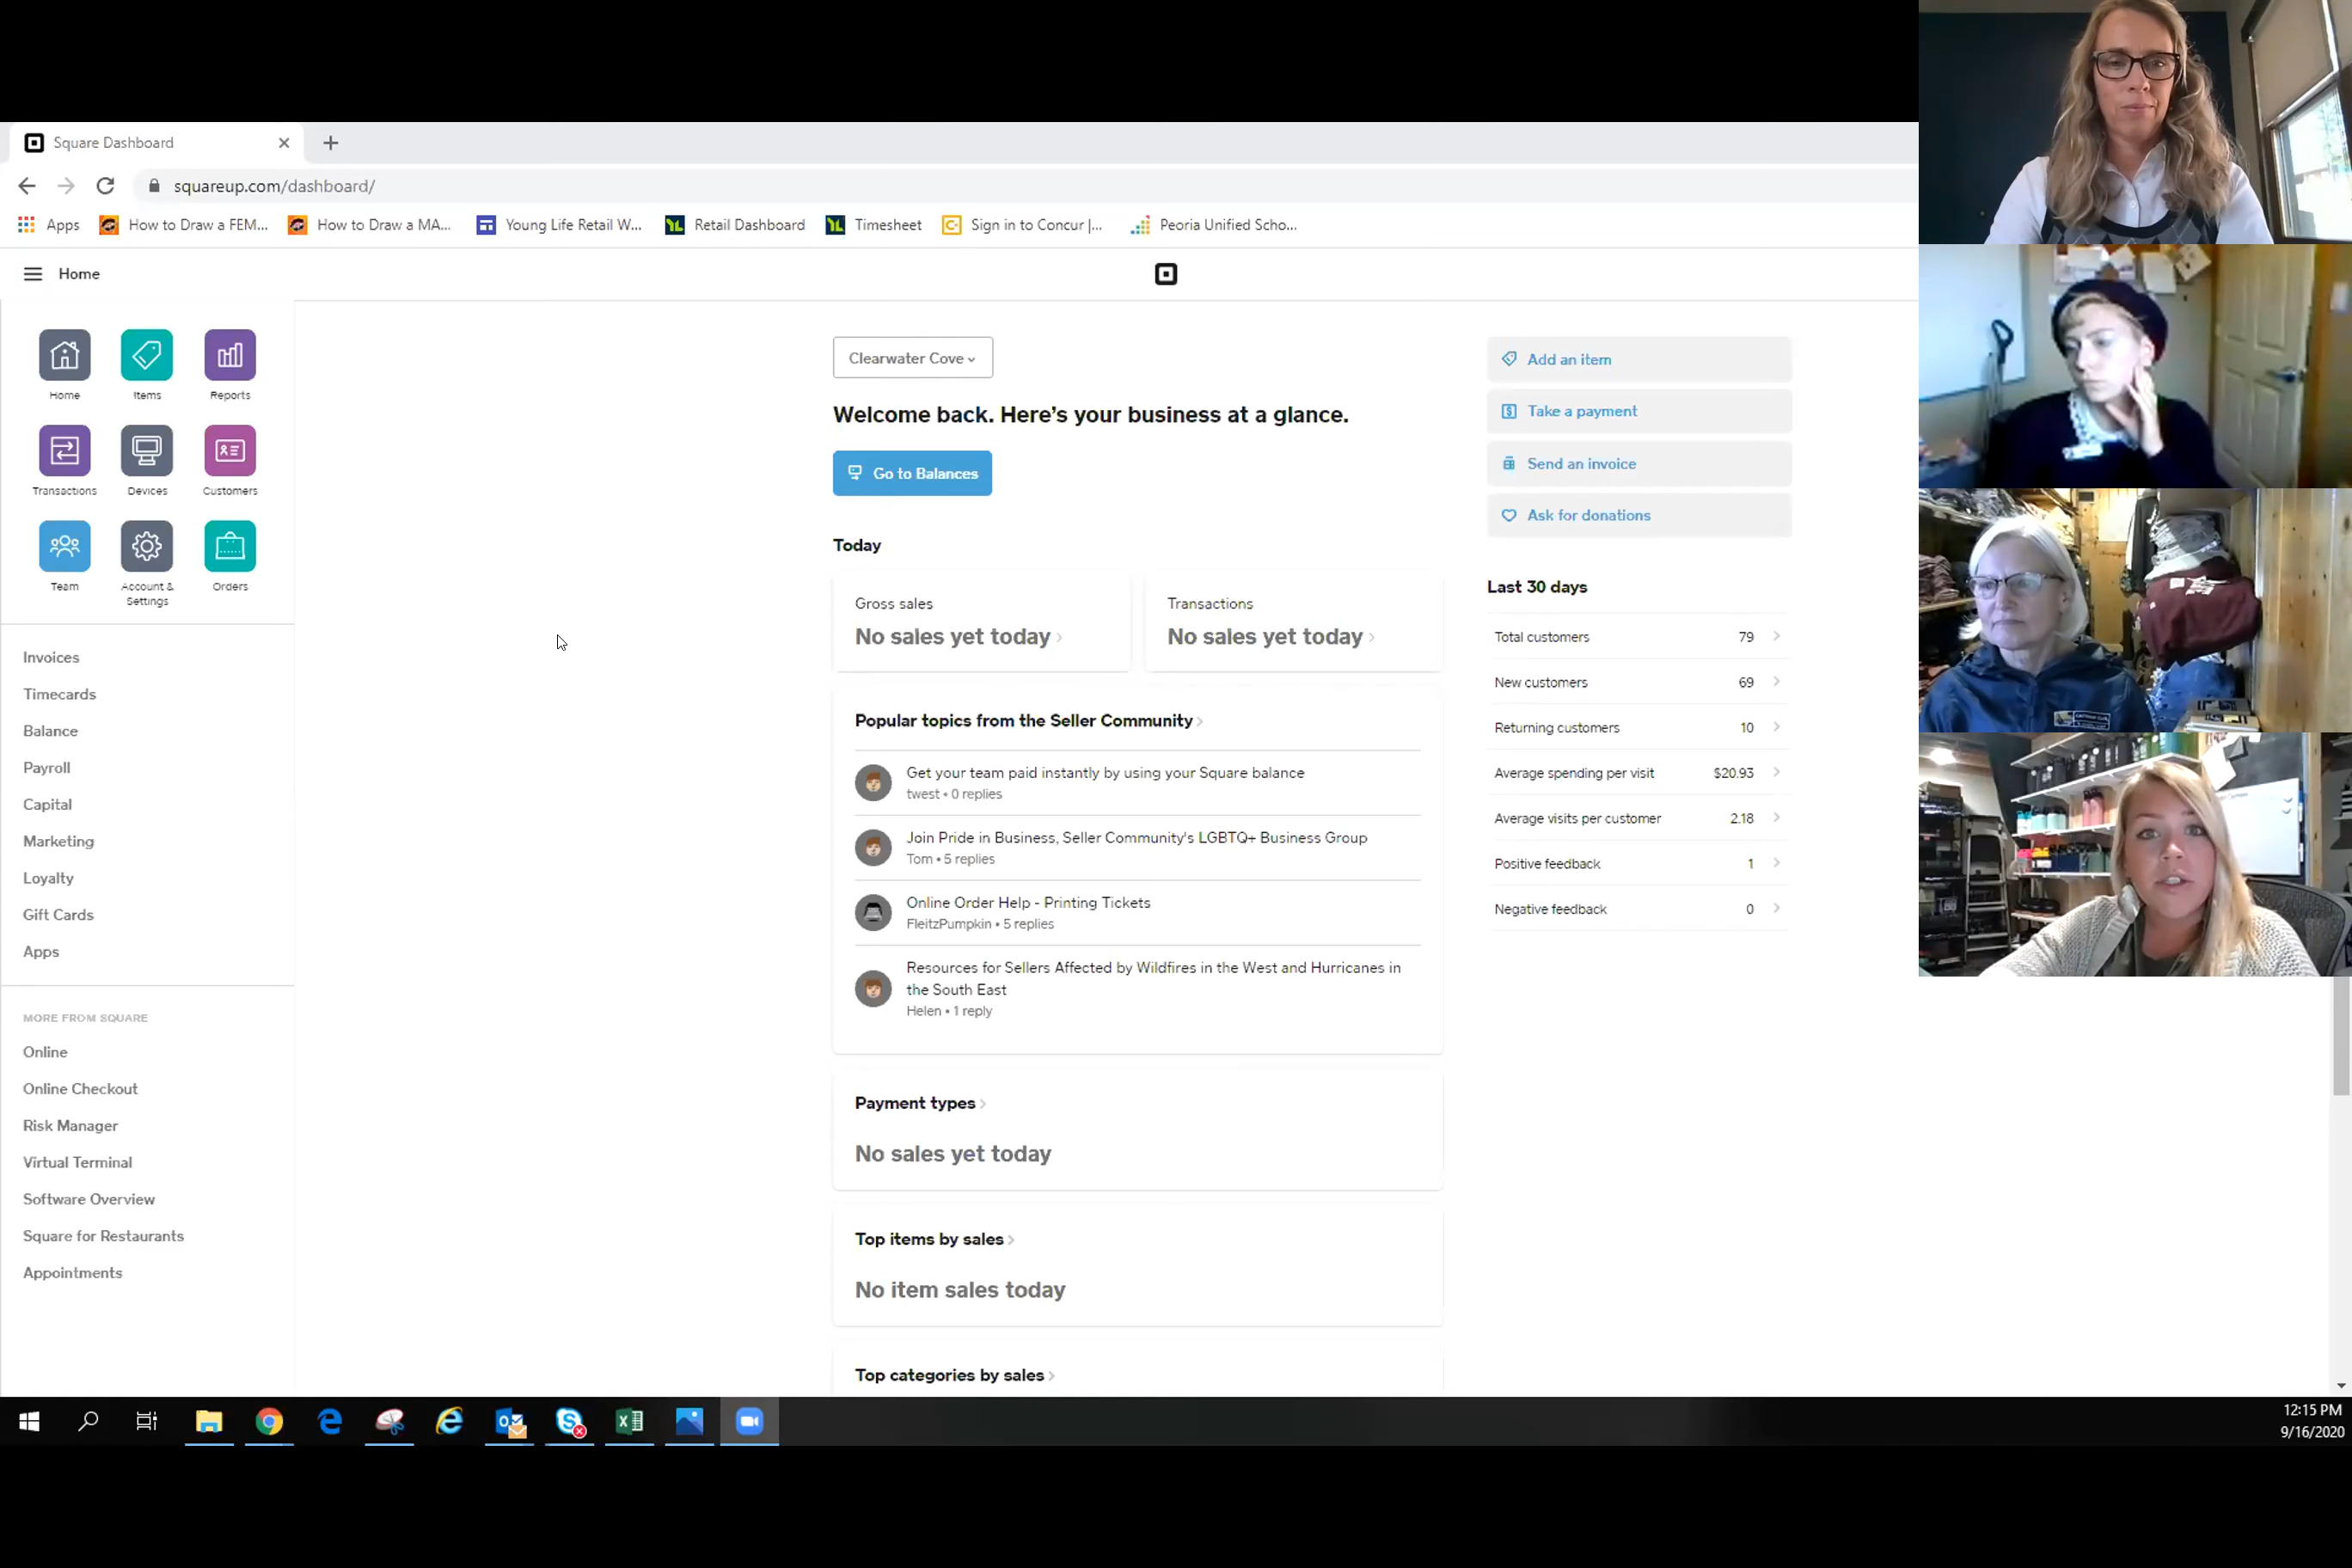 Square Dashboard
squareup.com/dashboard/
Apps How to Draw a FEM... How to Draw a MA... Young Life Retail W... Retail Dashboard Timesheet Sign in to Concur |... Peoria Unified Scho...
Home
Home Items Reports
Transactions Devices Customers
Team Account & Settings Orders
Invoices
Timecards
Balance
Payroll
Capital
Marketing
Loyalty
Gift Cards
Apps
MORE FROM SQUARE
Online
Online Checkout
Risk Manager
Virtual Terminal
Software Overview
Square for Restaurants
Appointments
Clearwater Cove
Welcome back. Here's your business at a glance.
Go to Balances
Today
Gross sales
No sales yet today
Transactions
No sales yet today
Popular topics from the Seller Community
Get your team paid instantly by using your Square balance
twest • 0 replies
Join Pride in Business, Seller Community's LGBTQ+ Business Group
Tom • 5 replies
Online Order Help - Printing Tickets
FleitzPumpkin • 5 replies
Resources for Sellers Affected by Wildfires in the West and Hurricanes in
the South East
Helen • 1 reply
Payment types
No sales yet today
Top items by sales
No item sales today
Top categories by sales
Add an item
Take a payment
Send an invoice
Ask for donations
Last 30 days
Total customers 79
New customers 69
Returning customers 10
Average spending per visit $20.93
Average visits per customer 2.18
Positive feedback 1
Negative feedback 0
12:15 PM
9/16/2020